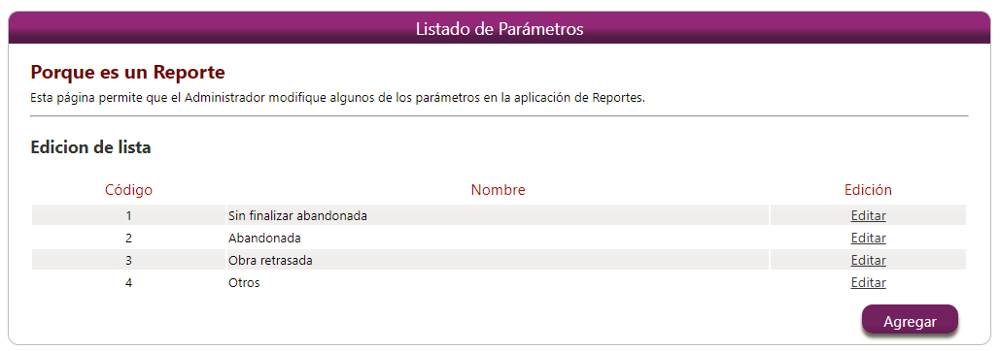 Listado de Parámetros
Porque es un Reporte
Esta página permite que el Administrador modifique algunos de los parámetros en la aplicación de Reportes.
Edicion de lista
Código Nombre Edición
1 Sin finalizar abandonada Editar
2 Abandonada Editar
3 Obra retrasada Editar
4 Otros Editar
Agregar